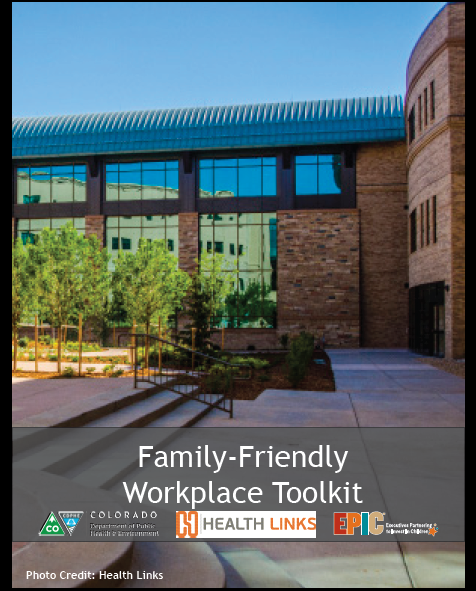 Family-Friendly
Workplace Toolkit
CO
CDPHE
COLORADO
Department of Public
Health & Environment
HEALTH LINKS
EPIC
Executives Partnering
to Invest in Children
Photo Credit: Health Links